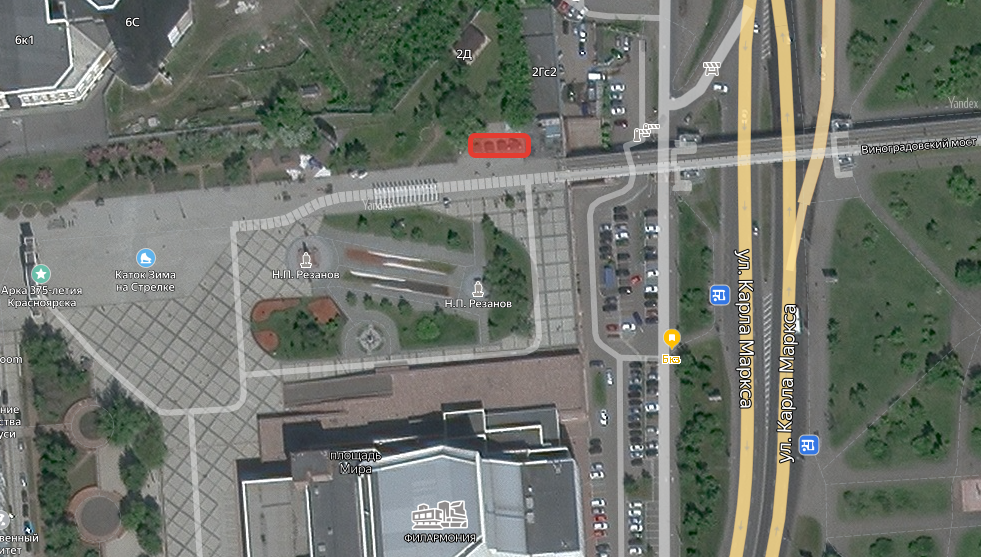 6С
6к1
2Д
2Гс2
Yandex
Виноградовский мост
Yandex
Каток Зима
на Стрелке
Н.П. Резанов
Арка 375-летия
Красноярска
Н.П. Резанов
ул. Карла Маркса
ул. Карла Маркса
площадь
Мира
ФИЛАРМОНИЯ